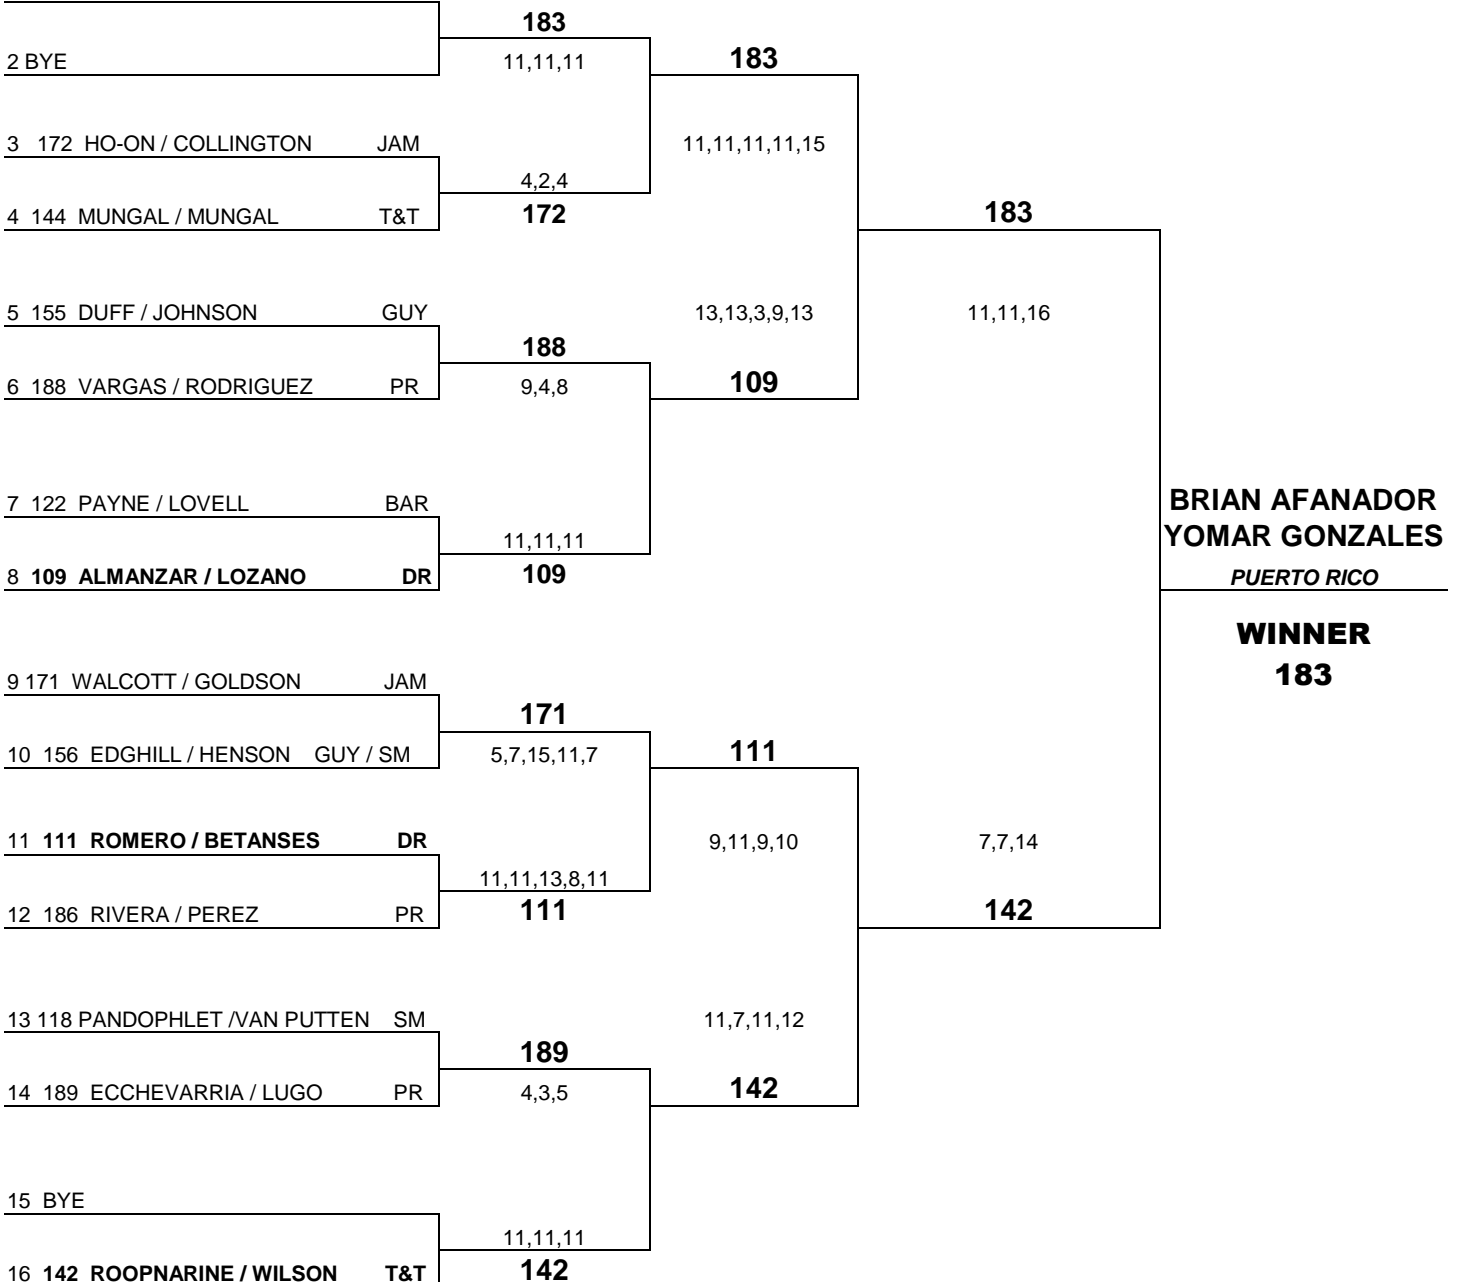 183
2 BYE
11,11,11
183
3 172 HO-ON / COLLINGTON JAM
11,11,11,11,15
4,2,4
4 144 MUNGAL / MUNGAL T&T
172
183
5 155 DUFF / JOHNSON GUY
13,13,3,9,13
11,11,16
188
6 188 VARGAS / RODRIGUEZ PR
9,4,8
109
7 122 PAYNE / LOVELL BAR
BRIAN AFANADOR
YOMAR GONZALES
11,11,11
8 109 ALMANZAR / LOZANO DR
109
PUERTO RICO
WINNER
183
9 171 WALCOTT / GOLDSON JAM
171
10 156 EDGHILL / HENSON GUY / SM
5,7,15,11,7
111
11 111 ROMERO / BETANSES DR
9,11,9,10
7,7,14
11,11,13,8,11
12 186 RIVERA / PEREZ PR
111
142
13 118 PANDOPHLET /VAN PUTTEN SM
11,7,11,12
189
14 189 ECCHEVARRIA / LUGO PR
4,3,5
142
15 BYE
11,11,11
16 142 ROOPNARINE / WILSON T&T
142